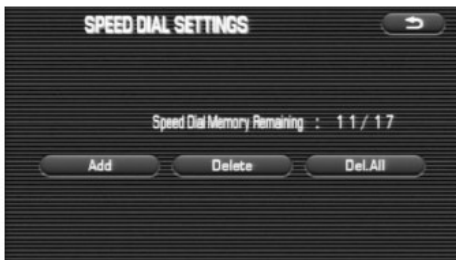 SPEED DIAL SETTINGS
Speed Dial Memory Remaining : 11/17
Add Delete Del.All